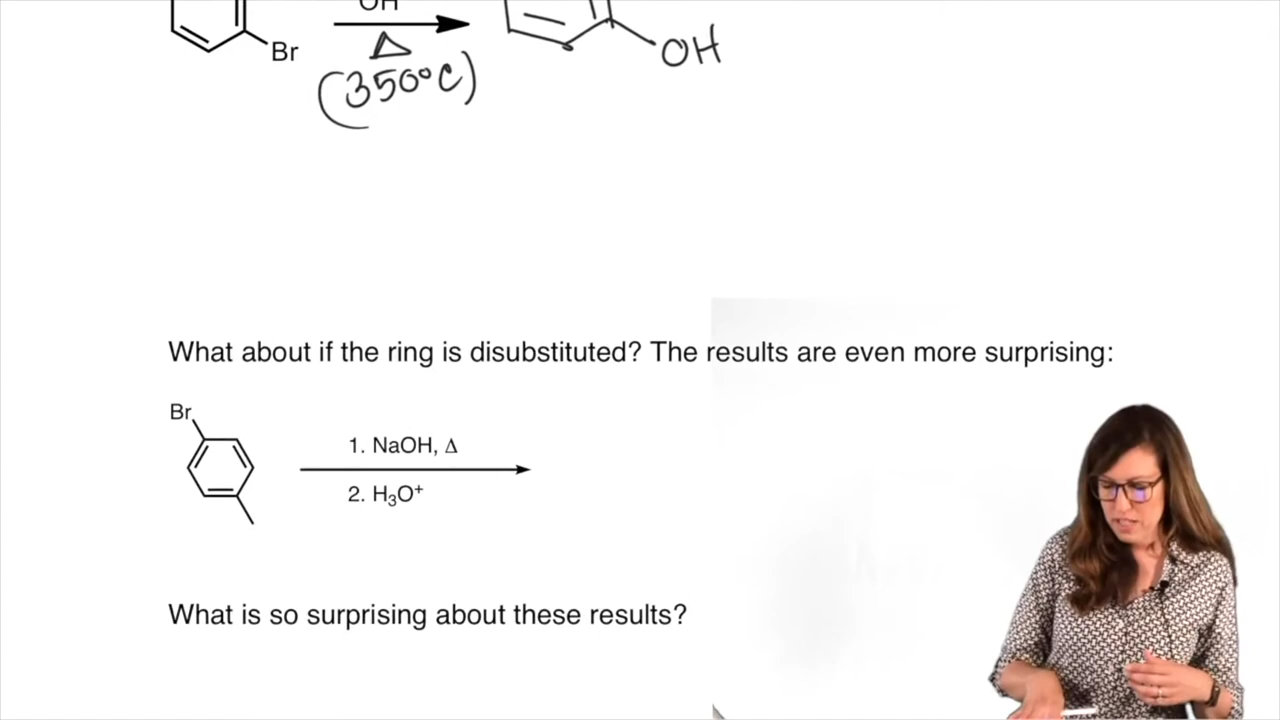 OH
Br
Δ
(350°C)
OH
What about if the ring is disubstituted? The results are even more surprising:
Br
1. NaOH, Δ
2. H₃O⁺
What is so surprising about these results?